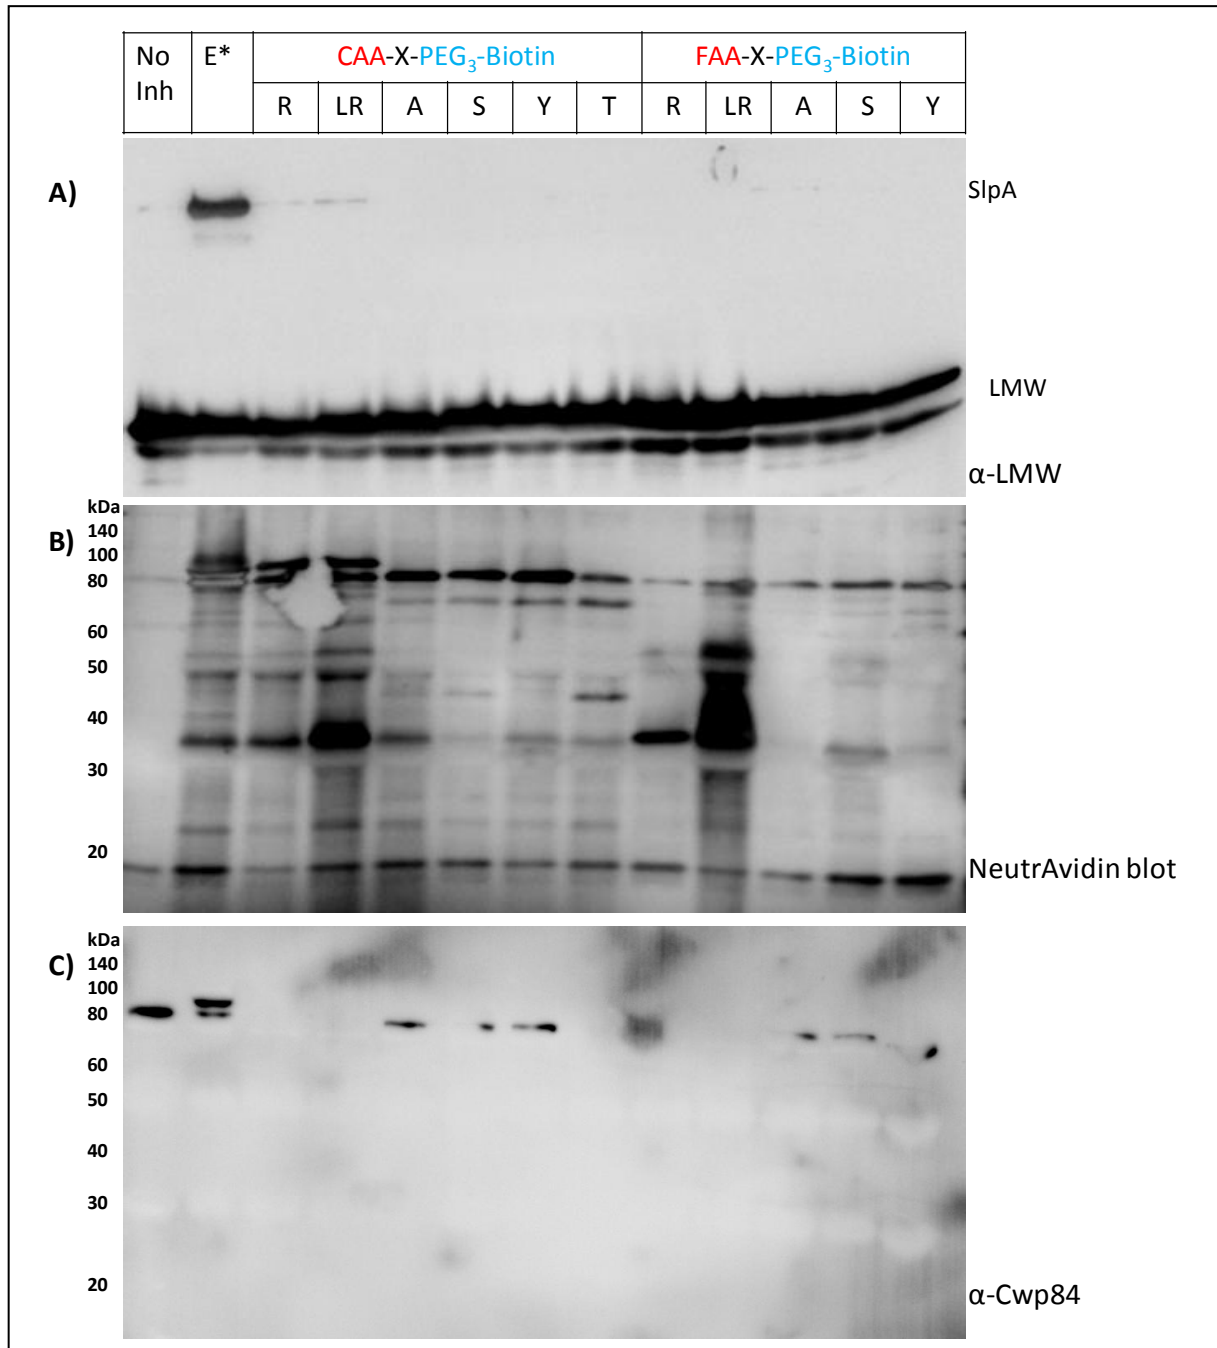 No Inh
E*
CAA-X-PEG3-Biotin
FAA-X-PEG3-Biotin
R LR A S Y T R LR A S Y
A)
SlpA
LMW
α-LMW
B)
kDa
140
100
80
60
50
40
30
20
NeutrAvidin blot
C)
kDa
140
100
80
60
50
40
30
20
α-Cwp84